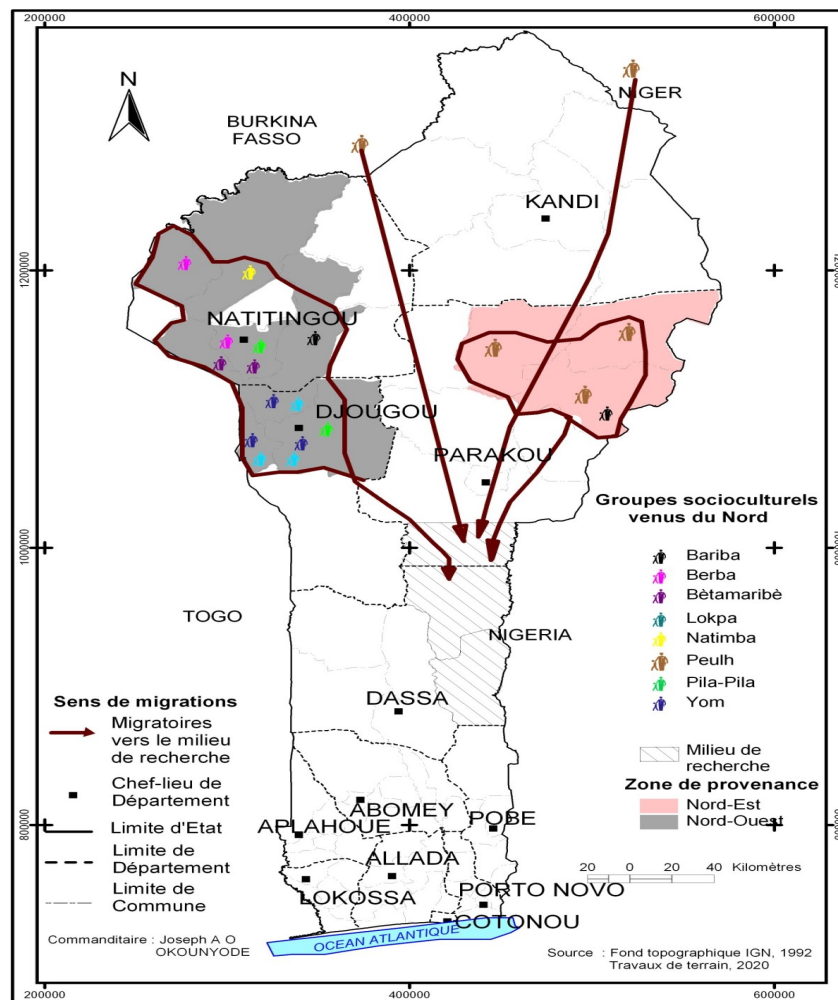 200000
400000
600000
N
BURKINA
FASSO
NIGER
KANDI
1200000
1200000
NATITINGOU
DJOUGOU
PARAKOU
Groupes socioculturels
venus du Nord
Bariba
Berba
Bètamaribè
Lokpa
Natimba
Peulh
Pila-Pila
Yom
1000000
1000000
TOGO
NIGERIA
Sens de migrations
Migratoires
vers le milieu
de recherche
Chef-lieu de
Département
Limite d'Etat
Limite de
Département
Limite de
Commune
DASSA
Milieu de
recherche
Zone de provenance
Nord-Est
Nord-Ouest
ABOMEY
APLAHOUE
POBE
800000
800000
ALLADA
LOKOSSA
PORTO NOVO
COTONOU
OCEAN ATLANTIQUE
20 0 20 40 Kilomètres
Commanditaire : Joseph A O
OKOUNYODE
Source : Fond topographique IGN, 1992
Travaux de terrain, 2020
200000
400000
600000